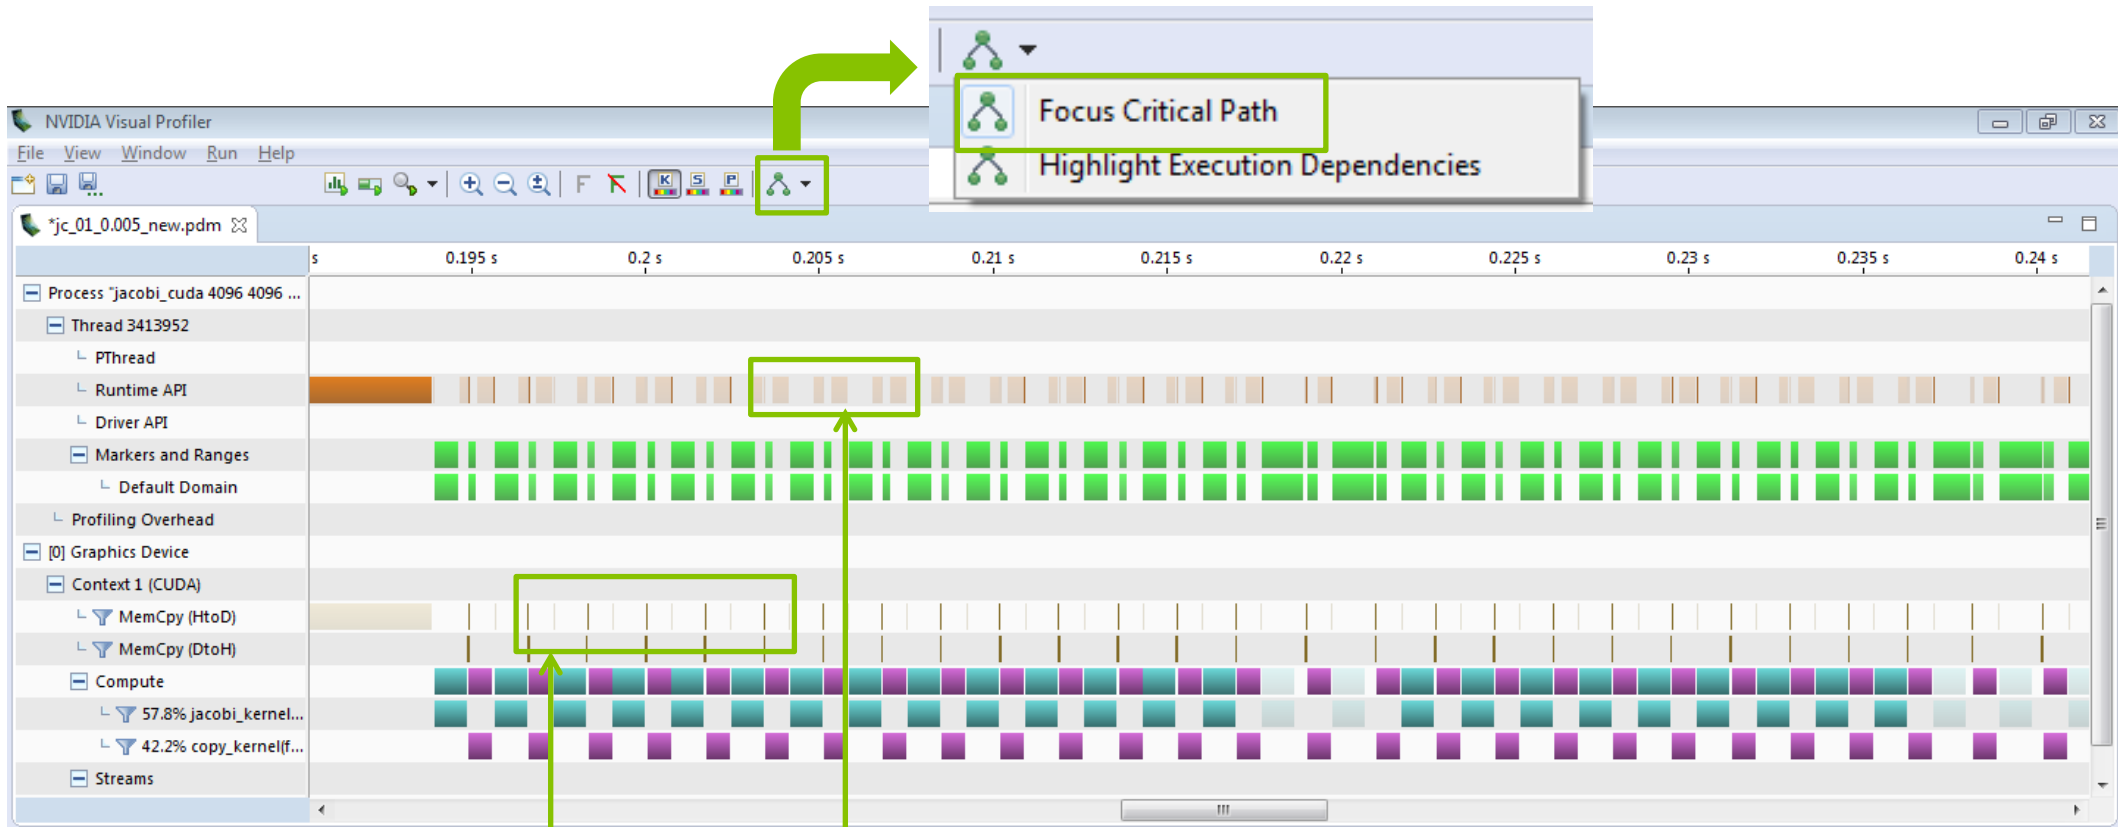 Focus Critical Path
Highlight Execution Dependencies
NVIDIA Visual Profiler
File View Window Run Help
F K S P
*jc_01_0.005_new.pdm
s 0.195 s 0.2 s 0.205 s 0.21 s 0.215 s 0.22 s 0.225 s 0.23 s 0.235 s 0.24 s
Process "jacobi_cuda 4096 4096 ...
Thread 3413952
PThread
Runtime API
Driver API
Markers and Ranges
Default Domain
Profiling Overhead
[0] Graphics Device
Context 1 (CUDA)
MemCpy (HtoD)
MemCpy (DtoH)
Compute
57.8% jacobi_kernel...
42.2% copy_kernel(f...
Streams